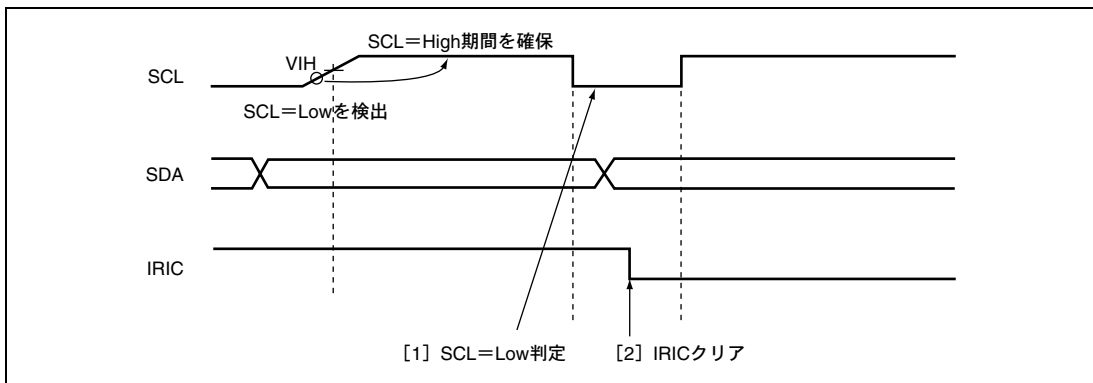 SCL＝High期間を確保
VIH
SCL
SCL＝Lowを検出
SDA
IRIC
［1］SCL＝Low判定
［2］IRICクリア